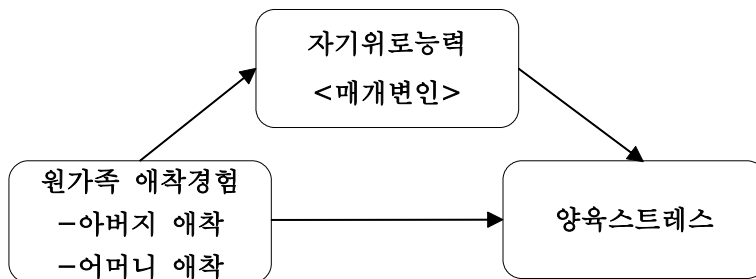 자기위로능력
<매개변인>
원가족 애착경험
-아버지 애착
-어머니 애착
양육스트레스